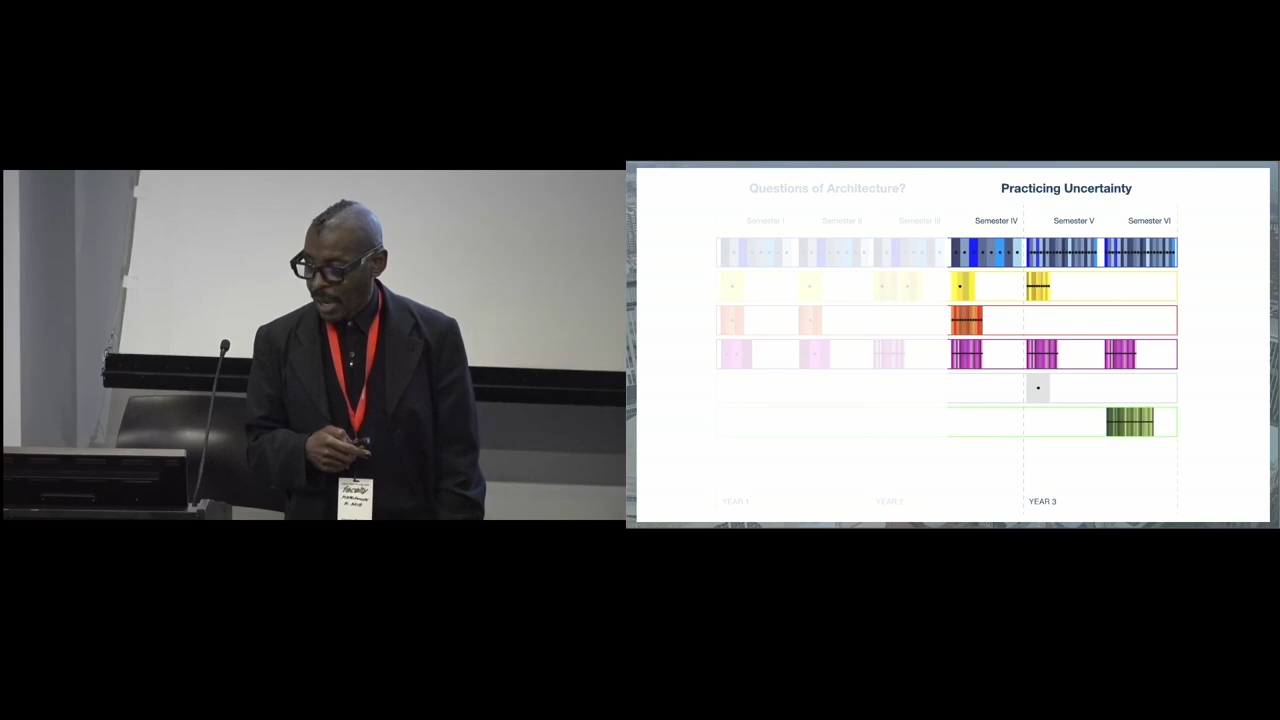 Questions of Architecture?
Practicing Uncertainty
Semester I
Semester II
Semester III
Semester IV
Semester V
Semester VI
YEAR 1
YEAR 2
YEAR 3
faculty